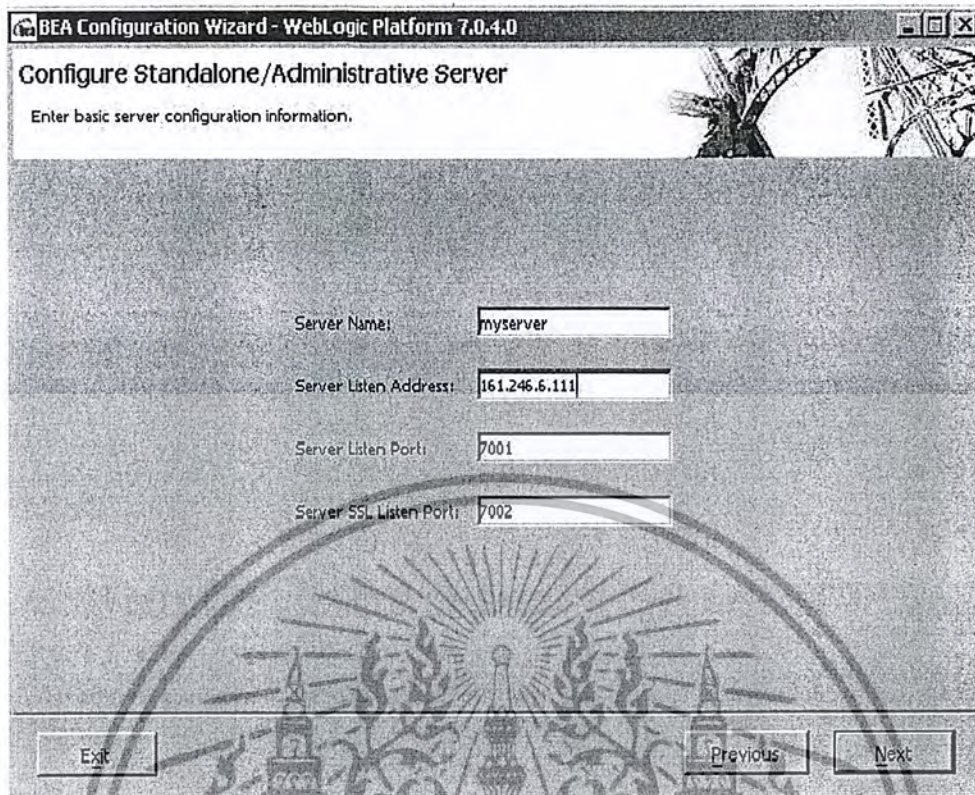 BEA Configuration Wizard - WebLogic Platform 7.0.4.0
Configure Standalone/Administrative Server
Enter basic server configuration information.
Server Name: myserver
Server Listen Address: 161.246.6.111
Server Listen Port: 7001
Server SSL Listen Port: 7002
Exit
Previous
Next